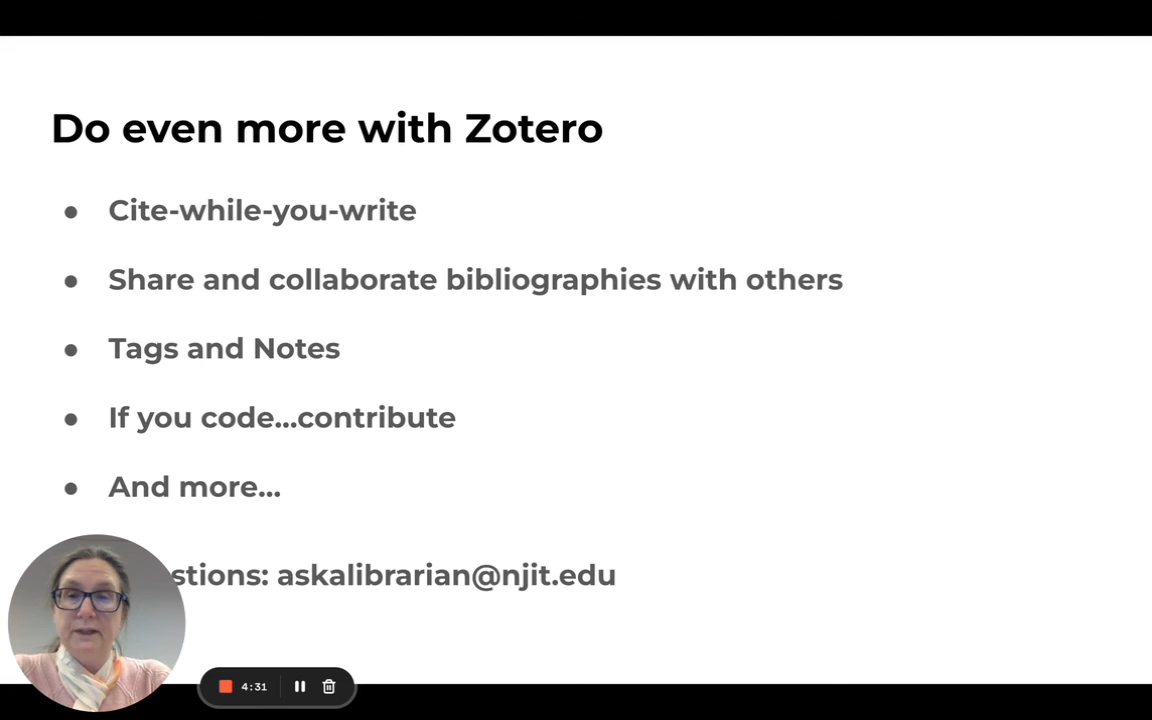 Do even more with Zotero
● Cite-while-you-write
● Share and collaborate bibliographies with others
● Tags and Notes
● If you code...contribute
● And more...
stions: askalibrarian@njit.edu
4:31